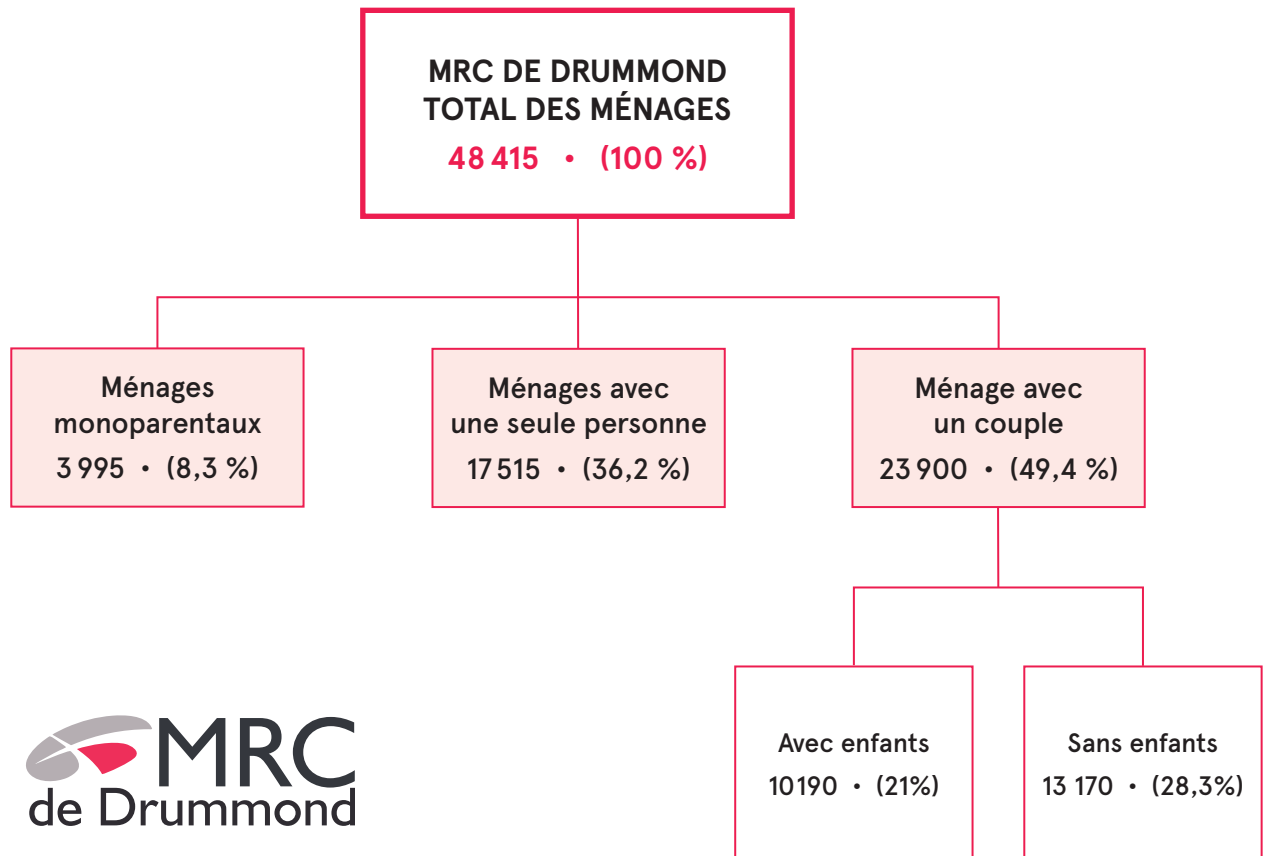 MRC DE DRUMMOND
TOTAL DES MÉNAGES
48 415 • (100 %)
Ménages
monoparentaux
3 995 • (8,3 %)
Ménages avec
une seule personne
17 515 • (36,2 %)
Ménage avec
un couple
23 900 • (49,4 %)
Avec enfants
10190 • (21%)
Sans enfants
13 170 • (28,3%)
MRC
de Drummond